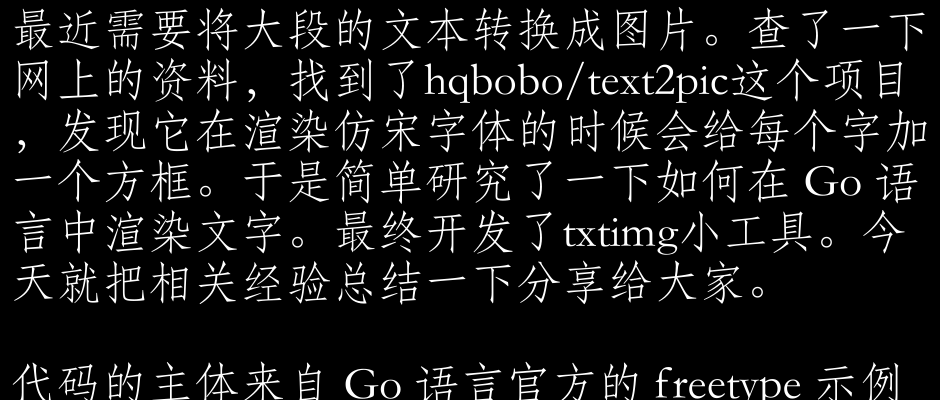 最近需要将大段的文本转换成图片。查了一下
网上的资料，找到了hqbobo/text2pic这个项目
，发现它在渲染仿宋字体的时候会给每个字加
一个方框。于是简单研究了一下如何在 Go 语
言中渲染文字。最终开发了txtimg小工具。今
天就把相关经验总结一下分享给大家。
代码的主体来自 Go 语言官方的 freetype 示例